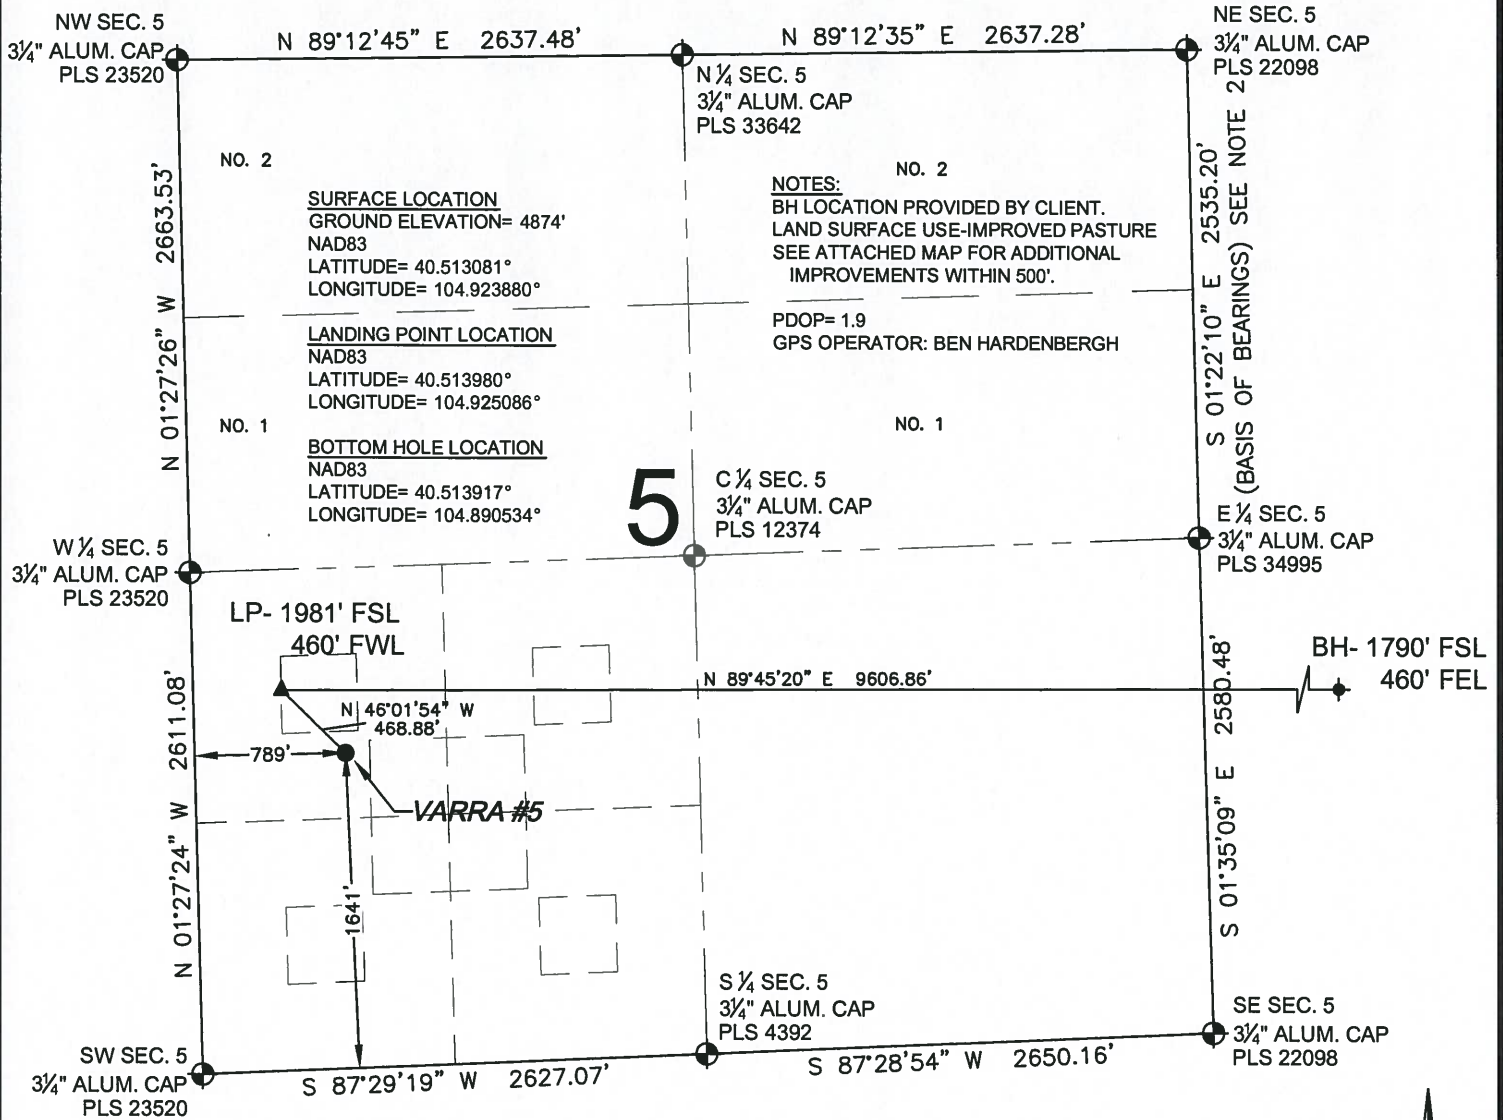 NW SEC. 5
3¼" ALUM. CAP
PLS 23520
N 89°12'45" E 2637.48'
N 89°12'35" E 2637.28'
NE SEC. 5
3¼" ALUM. CAP
PLS 22098
N ¼ SEC. 5
3¼" ALUM. CAP
PLS 33642
N 01°27'26" W 2663.53'
NO. 2
SURFACE LOCATION
GROUND ELEVATION= 4874'
NAD83
LATITUDE= 40.513081°
LONGITUDE= 104.923880°
NO. 2
NOTES:
BH LOCATION PROVIDED BY CLIENT.
LAND SURFACE USE-IMPROVED PASTURE
SEE ATTACHED MAP FOR ADDITIONAL
IMPROVEMENTS WITHIN 500'.
PDOP= 1.9
GPS OPERATOR: BEN HARDENBERGH
S 01°22'10" E 2535.20'
(BASIS OF BEARINGS) SEE NOTE 2
LANDING POINT LOCATION
NAD83
LATITUDE= 40.513980°
LONGITUDE= 104.925086°
NO. 1
NO. 1
BOTTOM HOLE LOCATION
NAD83
LATITUDE= 40.513917°
LONGITUDE= 104.890534°
5
C ¼ SEC. 5
3¼" ALUM. CAP
PLS 12374
W ¼ SEC. 5
3¼" ALUM. CAP
PLS 23520
E ¼ SEC. 5
3¼" ALUM. CAP
PLS 34995
LP- 1981' FSL
460' FWL
N 89°45'20" E 9606.86'
BH- 1790' FSL
460' FEL
N 46°01'54" W
468.88'
789'
VARRA #5
1641'
N 01°27'24" W 2611.08'
S 01°35'09" E 2580.48'
S ¼ SEC. 5
3¼" ALUM. CAP
PLS 4392
SW SEC. 5
3¼" ALUM. CAP
PLS 23520
S 87°29'19" W 2627.07'
S 87°28'54" W 2650.16'
SE SEC. 5
3¼" ALUM. CAP
PLS 22098